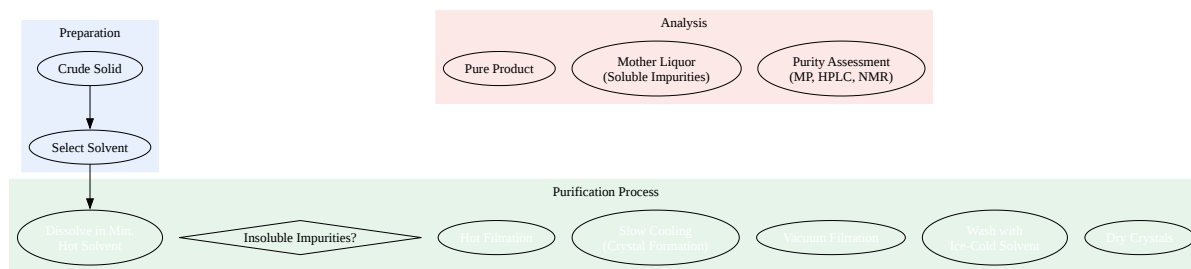 Preparation
Crude Solid
Select Solvent
Analysis
Pure Product
Mother Liquor
(Soluble Impurities)
Purity Assessment
(MP, HPLC, NMR)
Purification Process
Dissolve in Min.
Hot Solvent
Insoluble Impurities?
Hot Filtration
Slow Cooling
(Crystal Formation)
Vacuum Filtration
Wash with
Ice-Cold Solvent
Dry Crystals